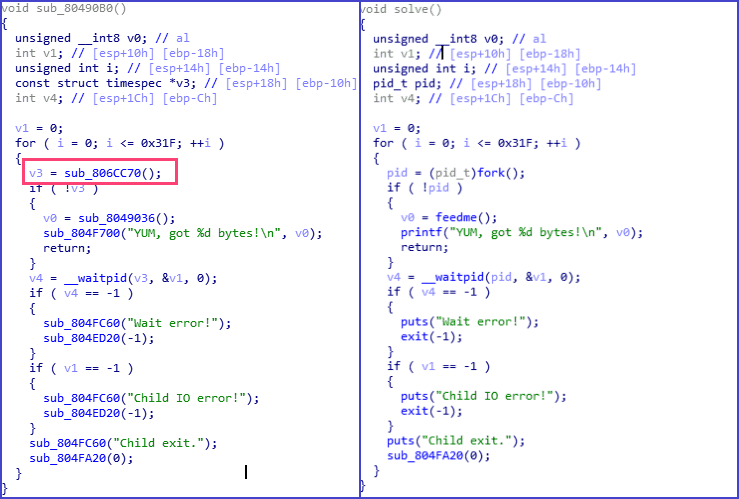 void sub_80490B0()
{
  unsigned __int8 v0; // al
  int v1; // [esp+10h] [ebp-18h]
  unsigned int i; // [esp+14h] [ebp-14h]
  const struct timespec *v3; // [esp+18h] [ebp-10h]
  int v4; // [esp+1Ch] [ebp-Ch]

  v1 = 0;
  for ( i = 0; i <= 0x31F; ++i )
  {
    v3 = sub_806CC70();
    if ( !v3 )
    {
      v0 = sub_8049036();
      sub_804F700("YUM, got %d bytes!\n", v0);
      return;
    }
    v4 = __waitpid(v3, &v1, 0);
    if ( v4 == -1 )
    {
      sub_804FC60("Wait error!");
      sub_804ED20(-1);
    }
    if ( v1 == -1 )
    {
      sub_804FC60("Child IO error!");
      sub_804ED20(-1);
    }
    sub_804FC60("Child exit.");
    sub_804FA20(0);
  }
}
void solve()
{
  unsigned __int8 v0; // al
  int v1; // [esp+10h] [ebp-18h]
  unsigned int i; // [esp+14h] [ebp-14h]
  pid_t pid; // [esp+18h] [ebp-10h]
  int v4; // [esp+1Ch] [ebp-Ch]

  v1 = 0;
  for ( i = 0; i <= 0x31F; ++i )
  {
    pid = (pid_t)fork();
    if ( !pid )
    {
      v0 = feedme();
      printf("YUM, got %d bytes!\n", v0);
      return;
    }
    v4 = __waitpid(pid, &v1, 0);
    if ( v4 == -1 )
    {
      puts("Wait error!");
      exit(-1);
    }
    if ( v1 == -1 )
    {
      puts("Child IO error!");
      exit(-1);
    }
    puts("Child exit.");
    sub_804FA20(0);
  }
}